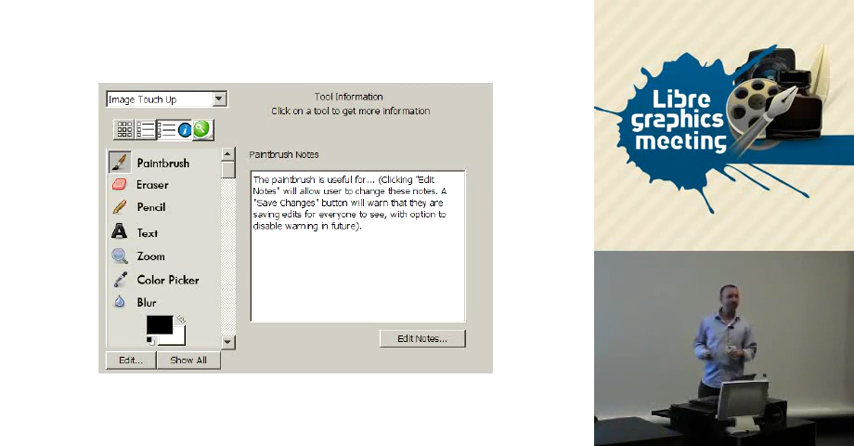 Image Touch Up
Tool Information
Click on a tool to get more information
Paintbrush
Eraser
Pencil
Text
Zoom
Color Picker
Blur
Edit...
Show All
Paintbrush Notes
The paintbrush is useful for... (Clicking "Edit
Notes" will allow user to change these notes. A
"Save Changes" button will warn that they are
saving edits for everyone to see, with option to
disable warning in future).
Edit Notes...
Libre
graphics
meeting